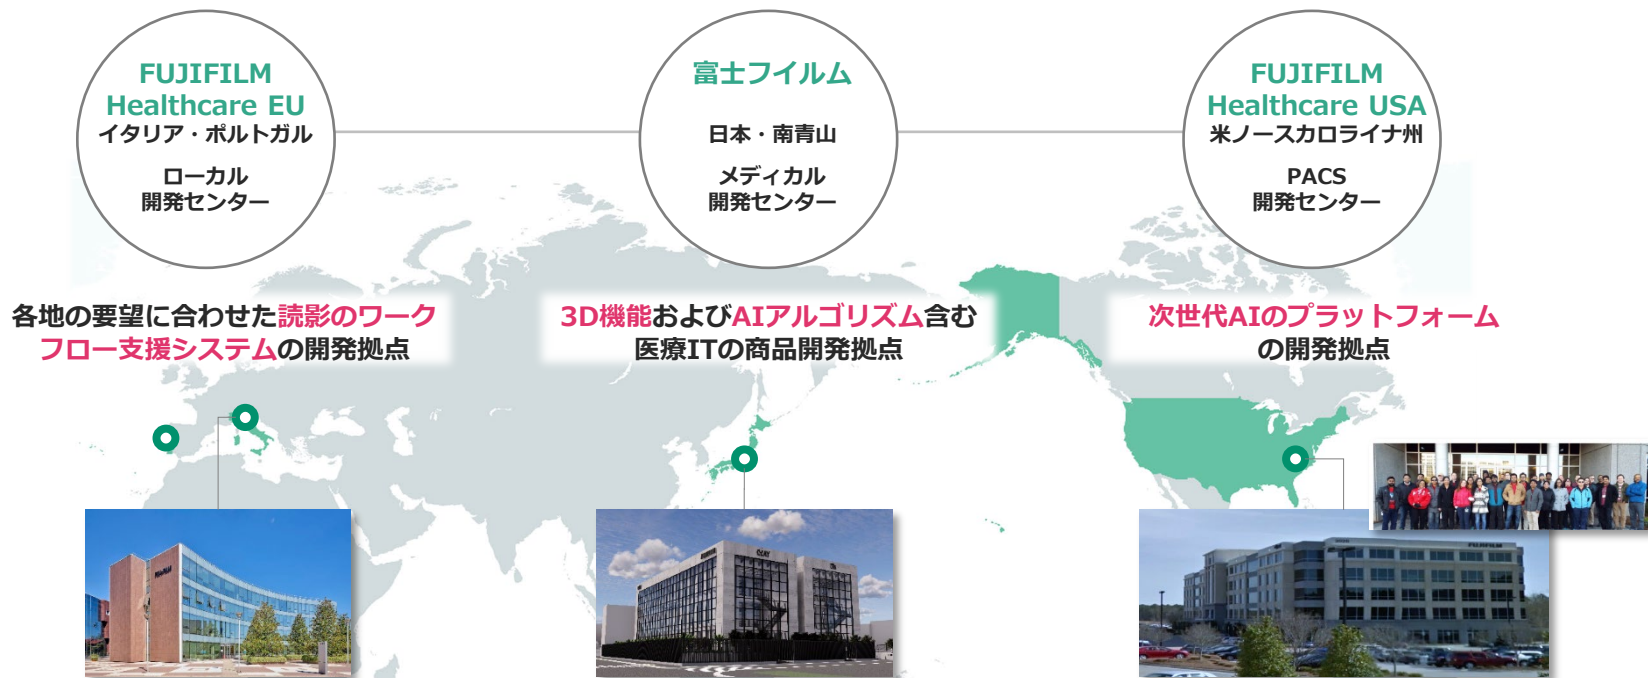 FUJIFILM
Healthcare EU
イタリア・ポルトガル
ローカル
開発センター
富士フイルム
日本・南青山
メディカル
開発センター
FUJIFILM
Healthcare USA
米ノースカロライナ州
PACS
開発センター
各地の要望に合わせた読影のワーク
フロー支援システムの開発拠点
3D機能およびAIアルゴリズム含む
医療ITの商品開発拠点
次世代AIのプラットフォーム
の開発拠点
FUJIFILM
FUJIFILM